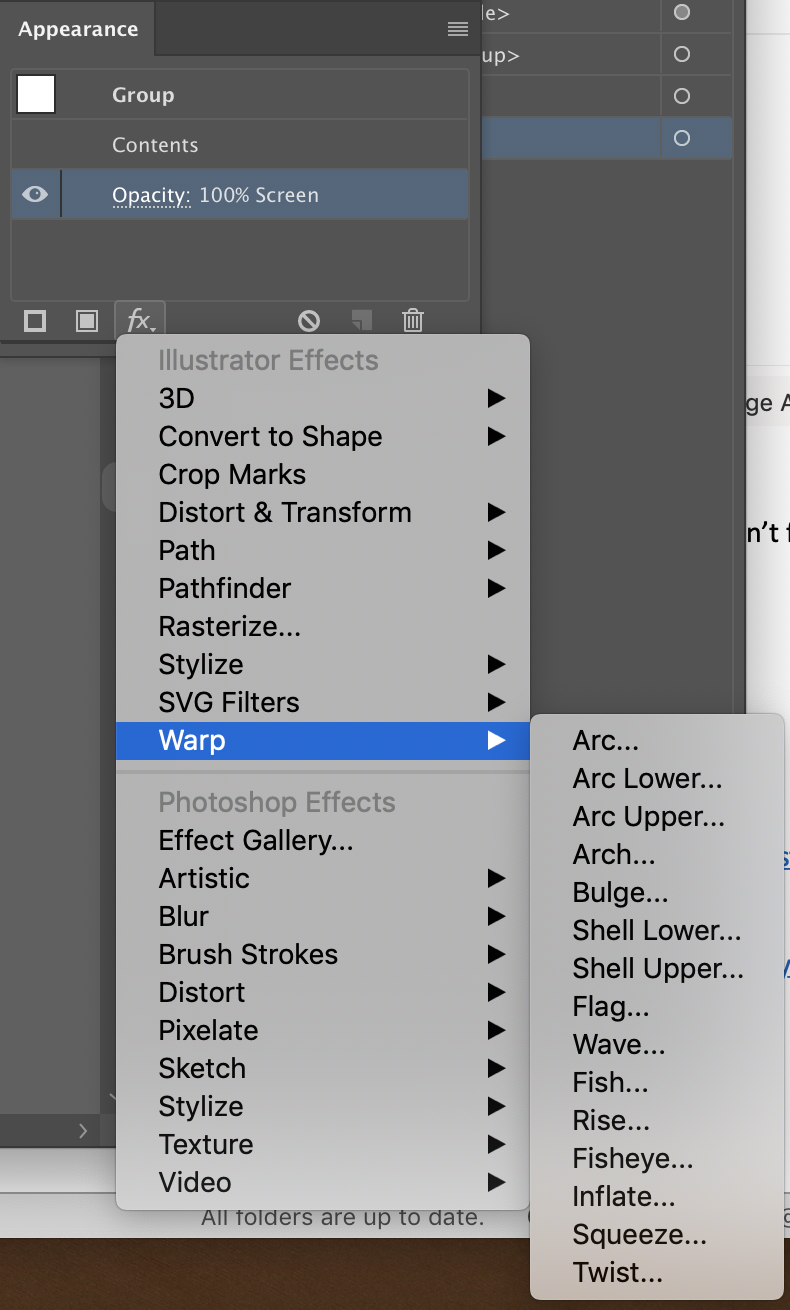 Appearance
de>
Group
up>
Contents
Opacity: 100% Screen
fx
Illustrator Effects
3D
Convert to Shape
Crop Marks
Distort & Transform
Path
Pathfinder
Rasterize...
Stylize
SVG Filters
Warp
Photoshop Effects
Effect Gallery...
Artistic
Blur
Brush Strokes
Distort
Pixelate
Sketch
Stylize
Texture
Video
Arc...
Arc Lower...
Arc Upper...
Arch...
Bulge...
Shell Lower...
Shell Upper...
Flag...
Wave...
Fish...
Rise...
Fisheye...
Inflate...
Squeeze...
Twist...
ge A
n't f
All folders are up to date.